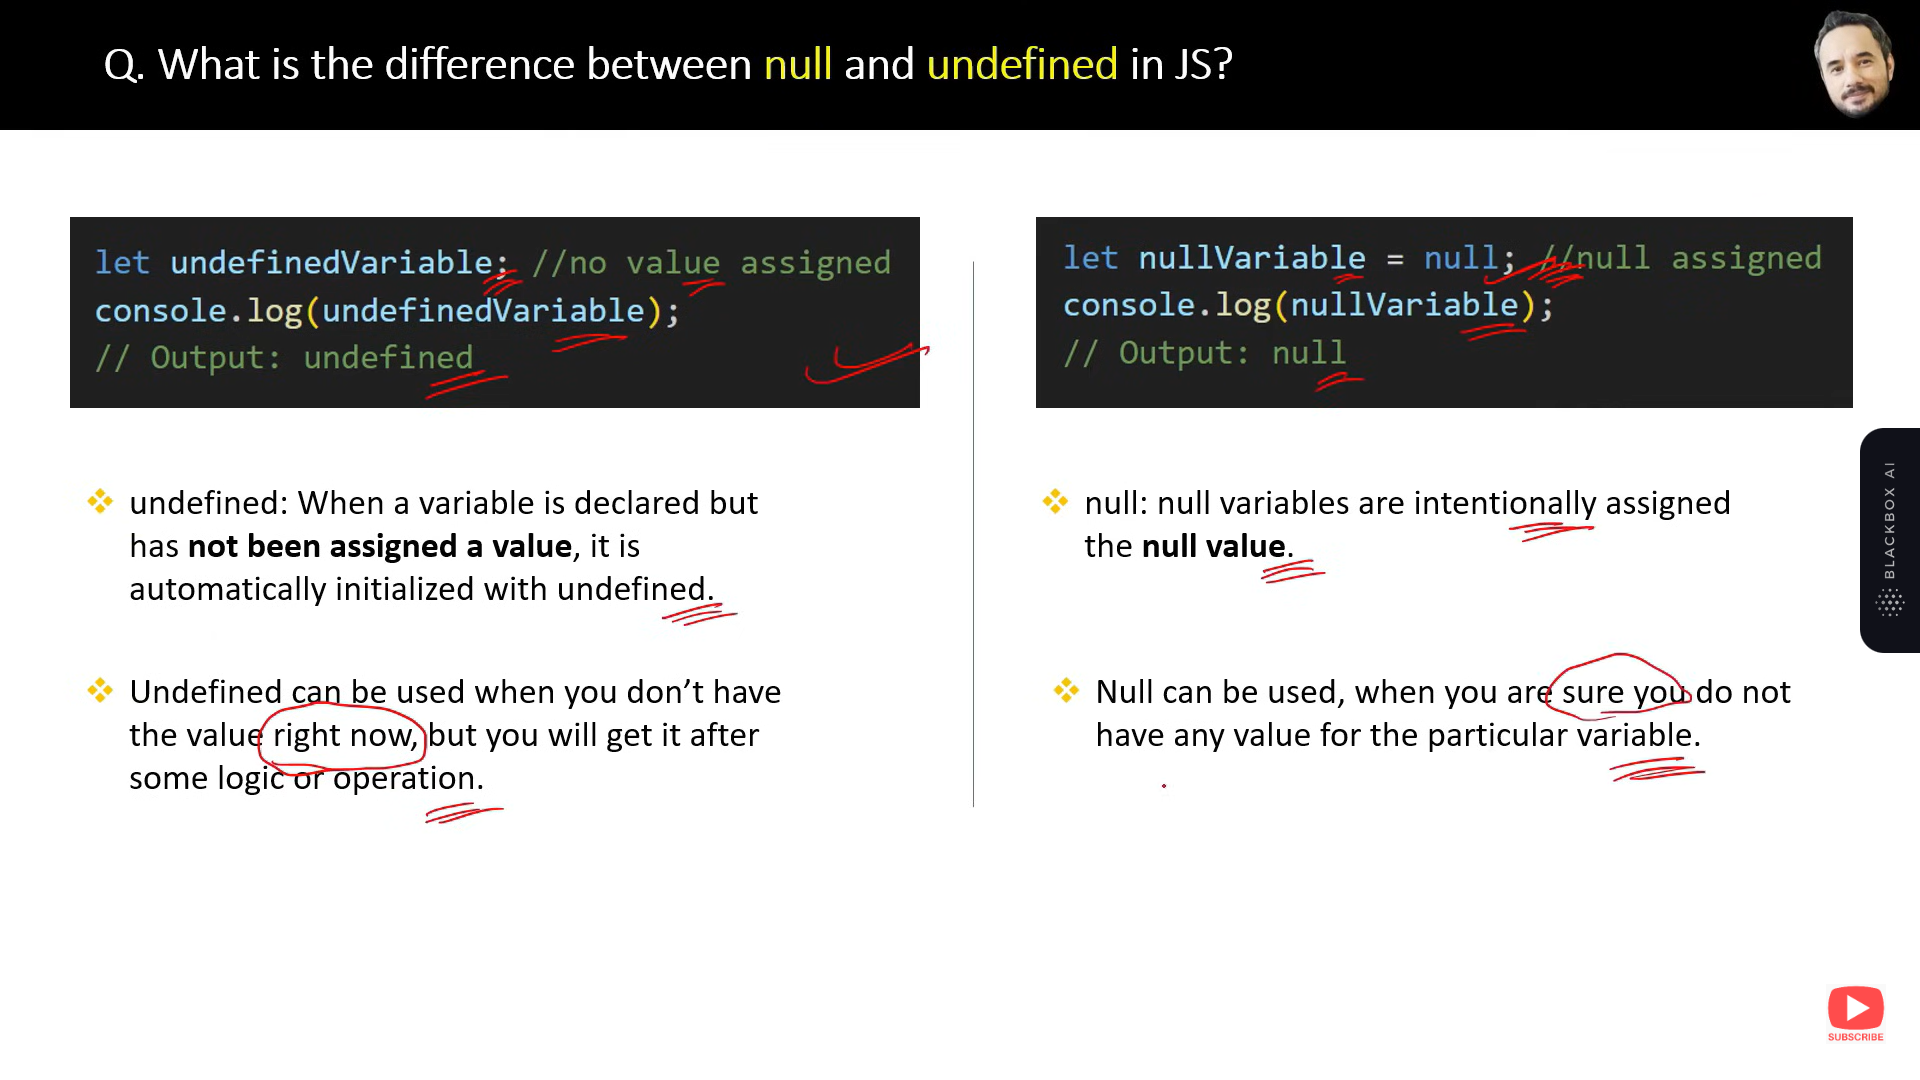 Q. What is the difference between null and undefined in JS?
let undefinedVariable; //no value assigned
console.log(undefinedVariable);
// Output: undefined
undefined: When a variable is declared but
has not been assigned a value, it is
automatically initialized with undefined.
Undefined can be used when you don’t have
the value right now, but you will get it after
some logic or operation.
let nullVariable = null; //null assigned
console.log(nullVariable);
// Output: null
null: null variables are intentionally assigned
the null value.
Null can be used, when you are sure you do not
have any value for the particular variable.
BLACKBOX AI
SUBSCRIBE